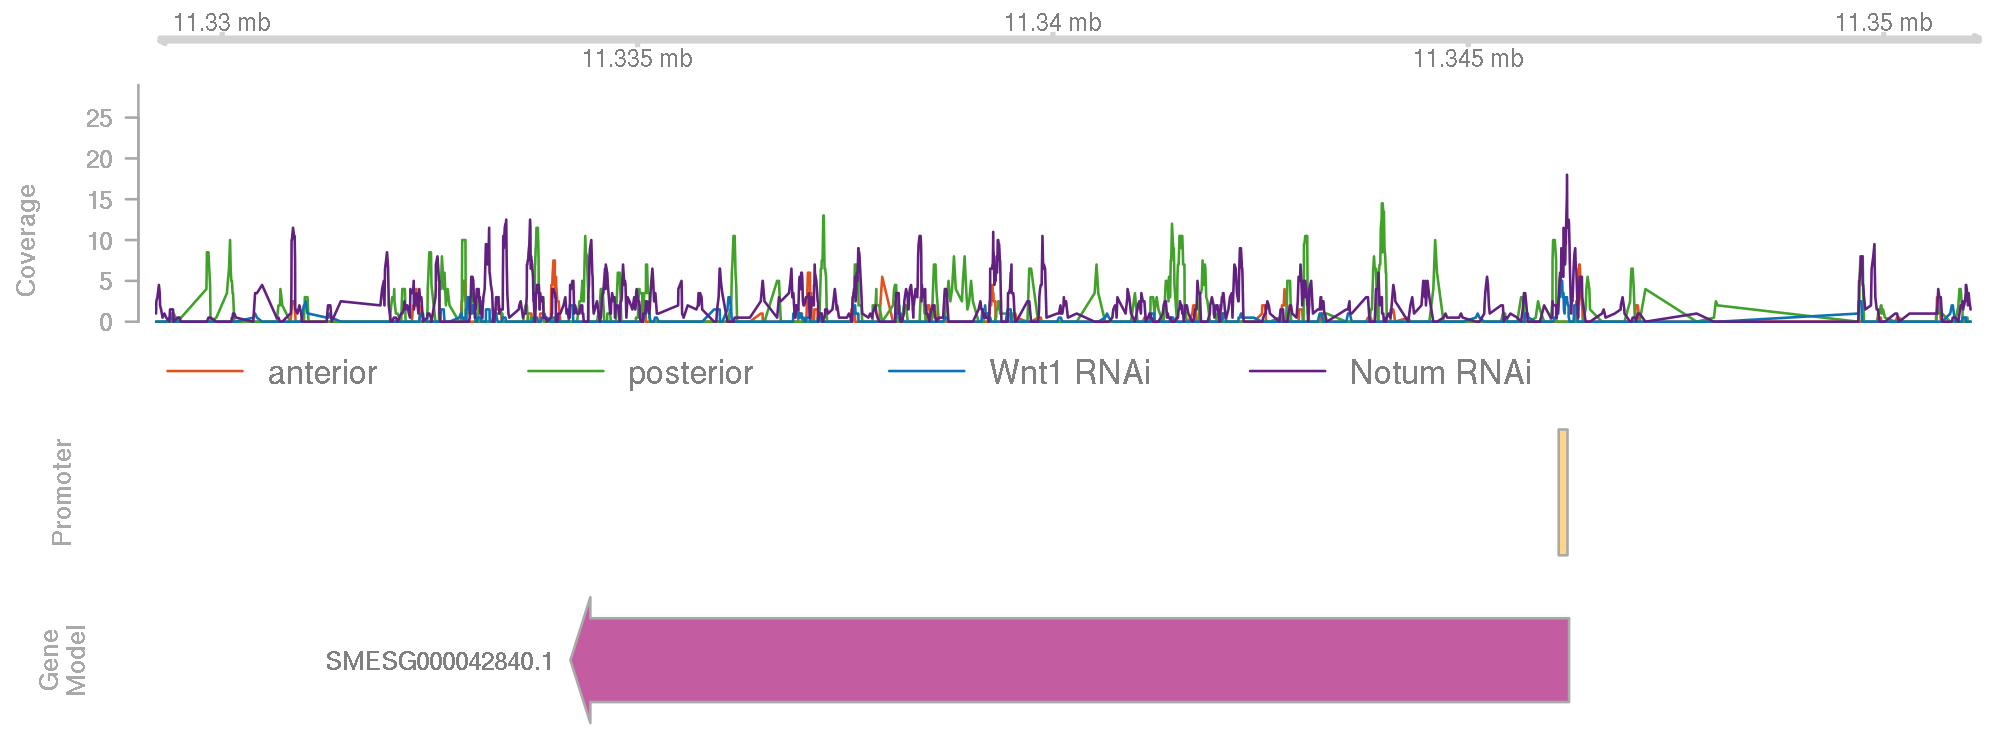 11.33 mb 11.34 mb 11.35 mb
11.335 mb 11.345 mb
Coverage
25
20
15
10
5
0
anterior posterior Wnt1 RNAi Notum RNAi
Promoter
Gene
Model
SMESG000042840.1